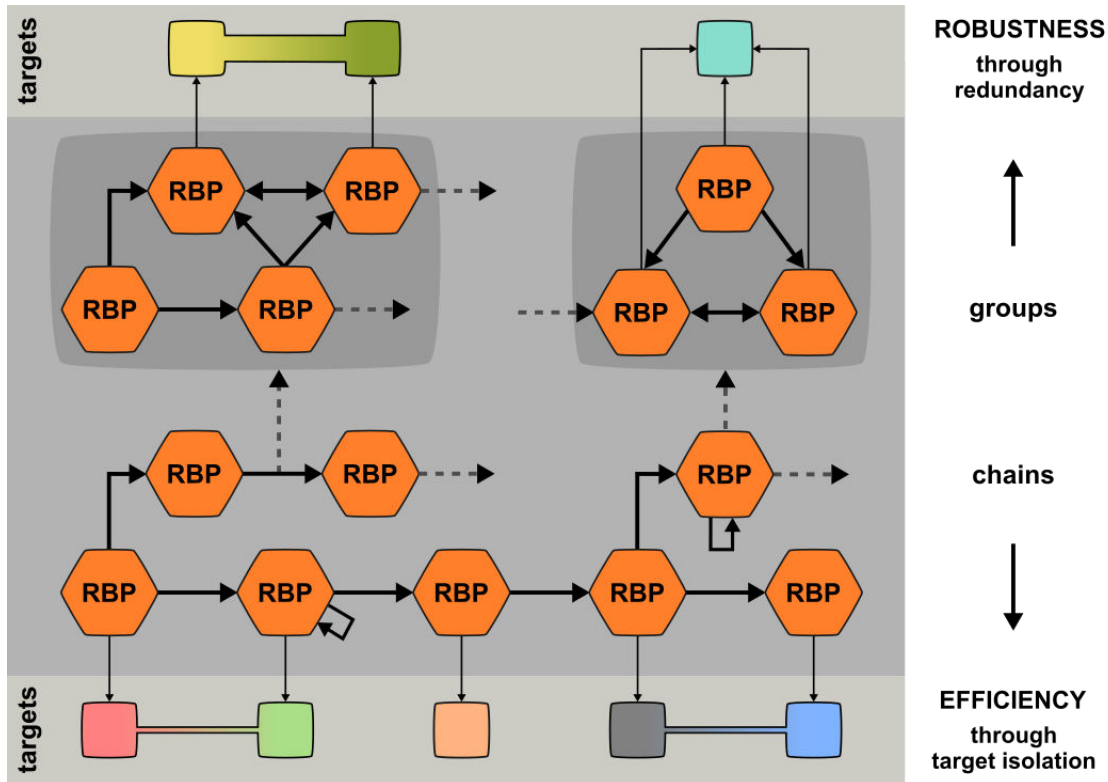 targets
ROBUSTNESS
through
redundancy
RBP
RBP
RBP
RBP
RBP
RBP
RBP
groups
RBP
RBP
RBP
chains
RBP
RBP
RBP
RBP
RBP
targets
EFFICIENCY
through
target isolation